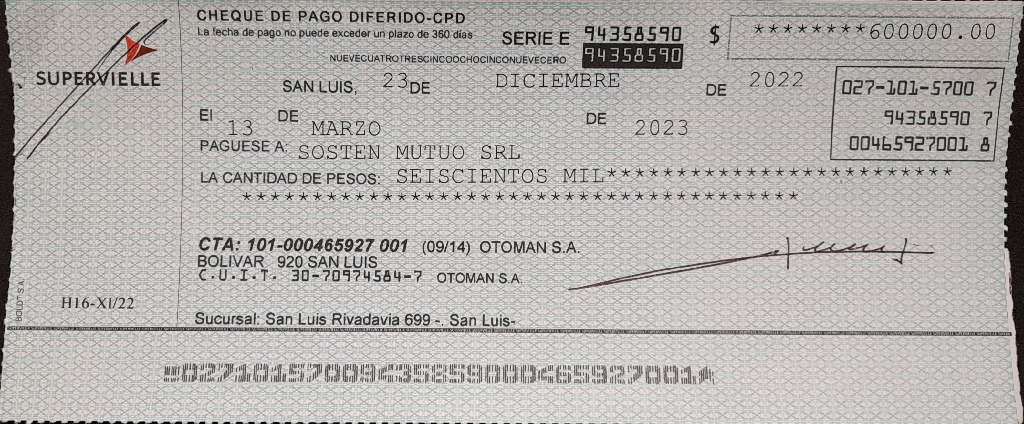 CHEQUE DE PAGO DIFERIDO-CPD
La fecha de pago no puede exceder un plazo de 360 días
SERIE E 94358590 $ ********600000.00
NUEVECUATROTRESCINCOOCHOCINCONUEVECERO 94358590
SUPERVIELLE
SAN LUIS, 23 DE DICIEMBRE DE 2022
027-101-5700 7
94358590 7
00465927001 8
El 13 DE MARZO DE 2023
PAGUESE A: SOSTEN MUTUO SRL
LA CANTIDAD DE PESOS: SEISCIENTOS MIL*************************
****************************************
CTA: 101-000465927 001 (09/14) OTOMAN S.A.
BOLIVAR 920 SAN LUIS
C.U.I.T. 30-70974584-7 OTOMAN S.A.
BOLDT S.A.
H16-XI/22
Sucursal: San Luis Rivadavia 699 - San Luis-
02710157009435859000465927001